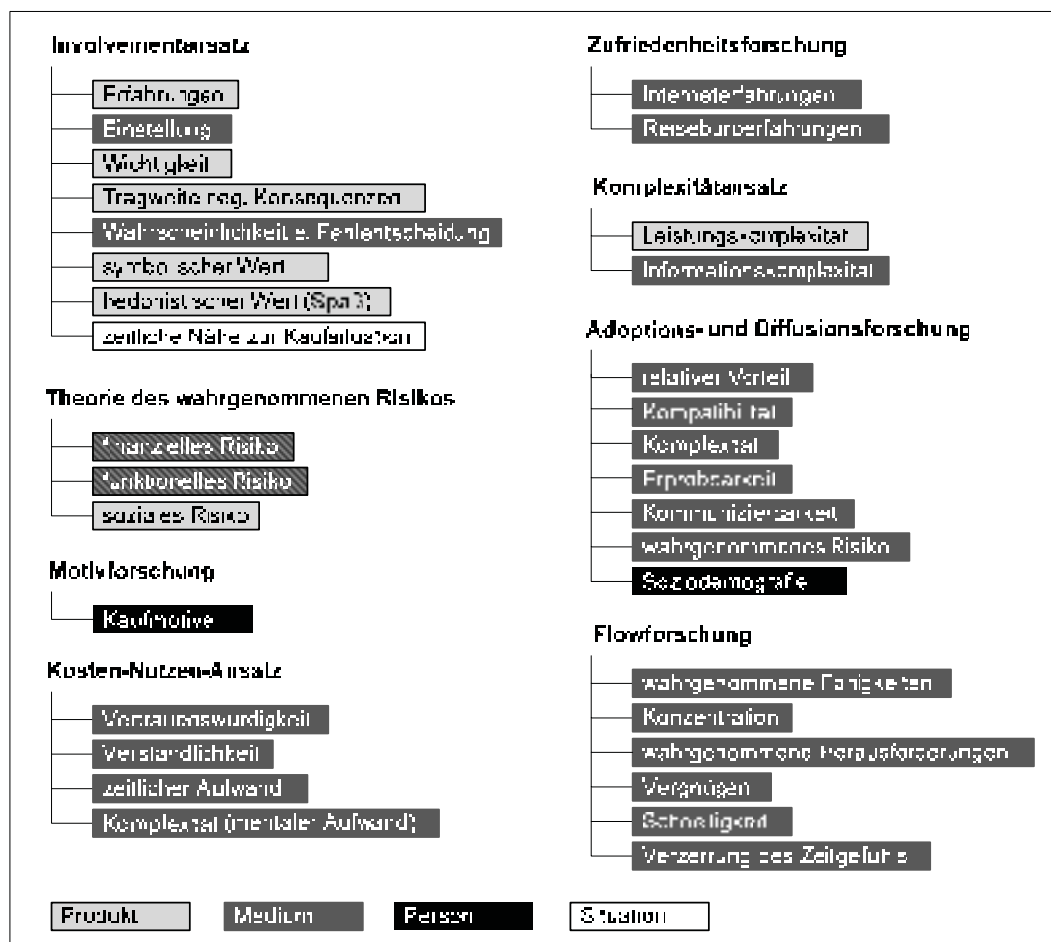 Involvementansatz
Erfahrungen
Einstellung
Wichtigkeit
Tragweite neg. Konsequenzen
Wahrscheinlichkeit e. Fehlentscheidung
symbolischer Wert
hedonistischer Wert (Spaß)
zeitliche Nähe zur Kaufsituation
Theorie des wahrgenommenen Risikos
finanzielles Risiko
funktionelles Risiko
soziales Risiko
Motivforschung
Kaufmotive
Kosten-Nutzen-Ansatz
Vertrauenswürdigkeit
Verständlichkeit
zeitlicher Aufwand
Komplexität (mentaler Aufwand)
Zufriedenheitsforschung
Interneterfahrungen
Reisebüroerfahrungen
Komplexitätansatz
Leistungskomplexität
Informationskomplexität
Adoptions- und Diffusionsforschung
relativer Vorteil
Kompatibilität
Komplexität
Erprobbarkeit
Kommunizierbarkeit
wahrgenommenes Risiko
Soziodemografie
Flowforschung
wahrgenommene Fähigkeiten
Konzentration
wahrgenommene Herausforderungen
Vergnügen
Schnelligkeit
Verzerrung des Zeitgefühls
Produkt
Medium
Person
Situation